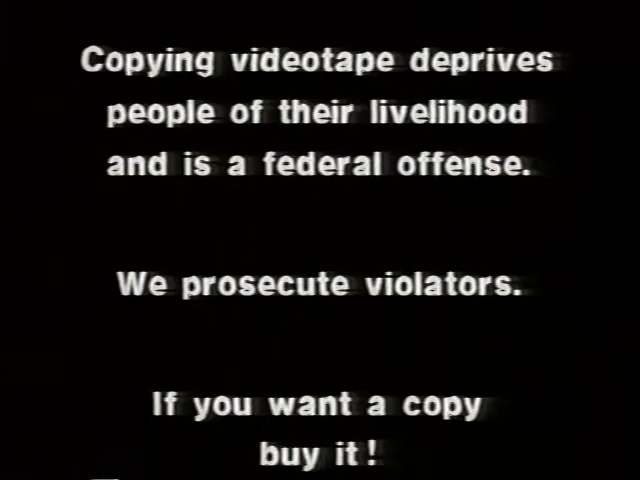 Copying videotape deprives
people of their livelihood
and is a federal offense.
We prosecute violators.
If you want a copy
buy it!